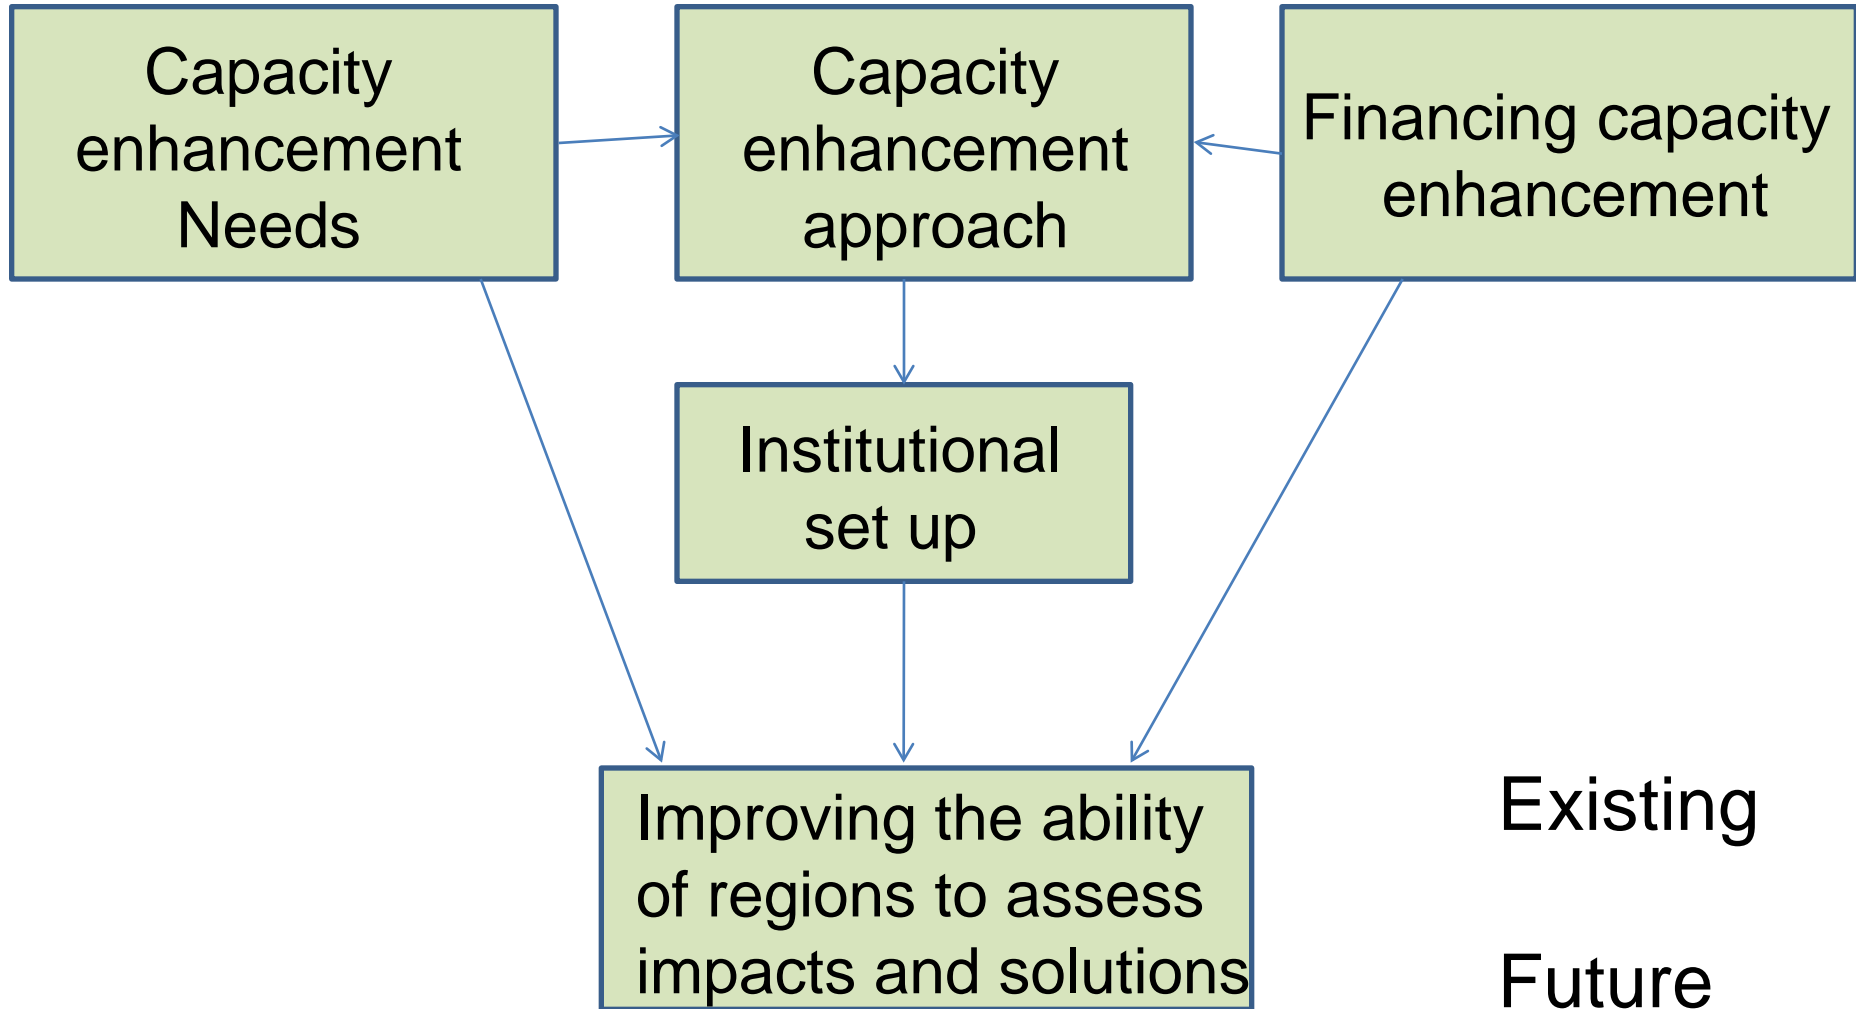 Capacity
enhancement
Needs
Capacity
enhancement
approach
Financing capacity
enhancement
Institutional
set up
Improving the ability
of regions to assess
impacts and solutions
Existing
Future